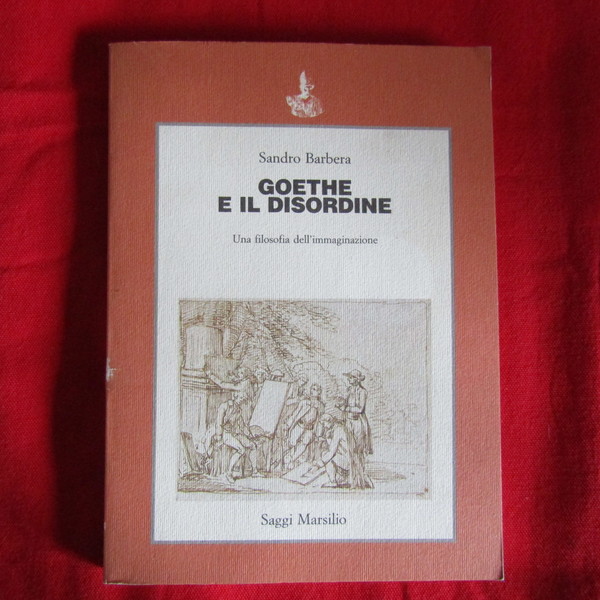 Sandro Barbera
GOETHE
E IL DISORDINE
Una filosofia dell'immaginazione
Saggi Marsilio